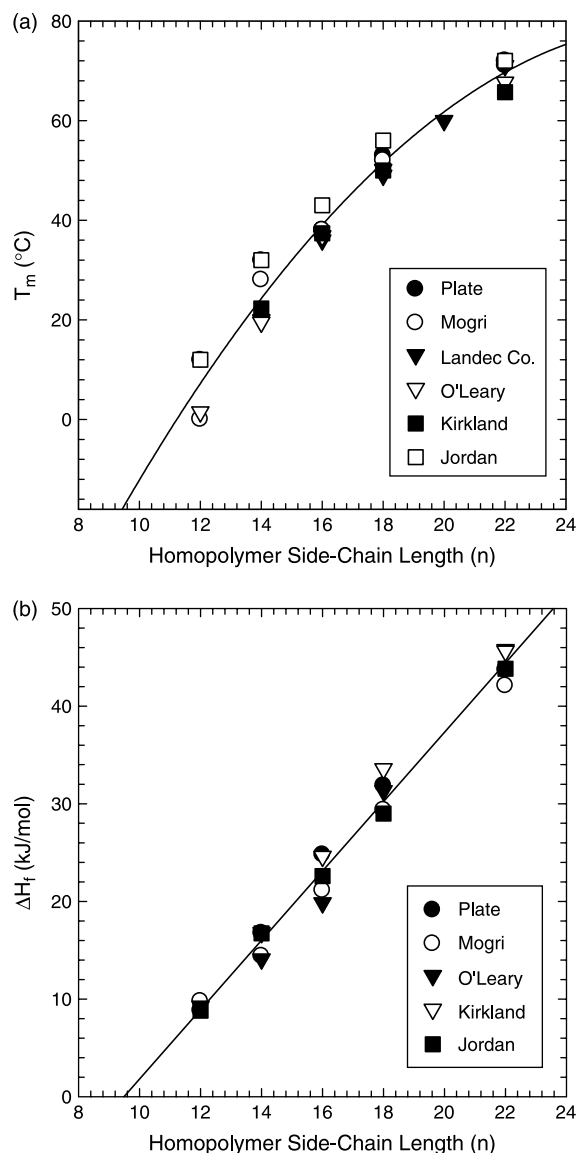 (a)
80
60
40
20
0
T_m (°C)
Plate
Mogri
Landec Co.
O'Leary
Kirkland
Jordan
8 10 12 14 16 18 20 22 24
Homopolymer Side-Chain Length (n)
(b)
50
40
30
20
10
0
ΔH_f (kJ/mol)
Plate
Mogri
O'Leary
Kirkland
Jordan
8 10 12 14 16 18 20 22 24
Homopolymer Side-Chain Length (n)